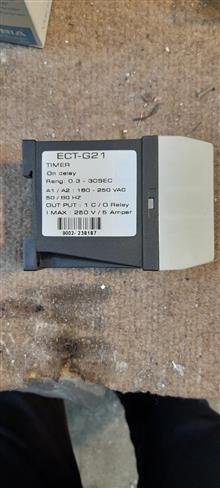 ECT-G21
TIMER
On delay
Reng: 0.3 - 30SEC
A1 / A2 : 180 - 250 VAC
50 / 60 HZ
OUT PUT : 1 C / O Relay
I MAX : 250 V / 5 Amper
9002- 238187